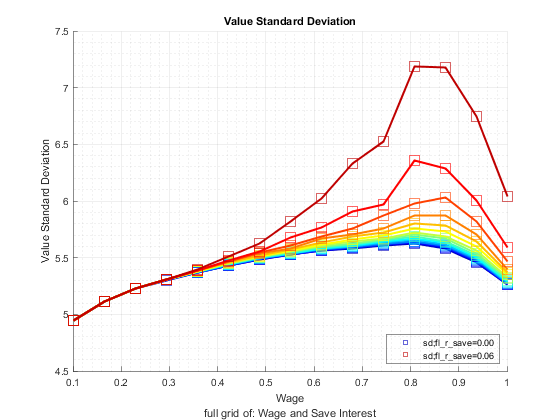 Value Standard Deviation
7.5
7
6.5
6
5.5
5
4.5
Value Standard Deviation
0.1
0.2
0.3
0.4
0.5
0.6
0.7
0.8
0.9
1
sd;fl_r_save=0.00
sd;fl_r_save=0.06
Wage
full grid of: Wage and Save Interest